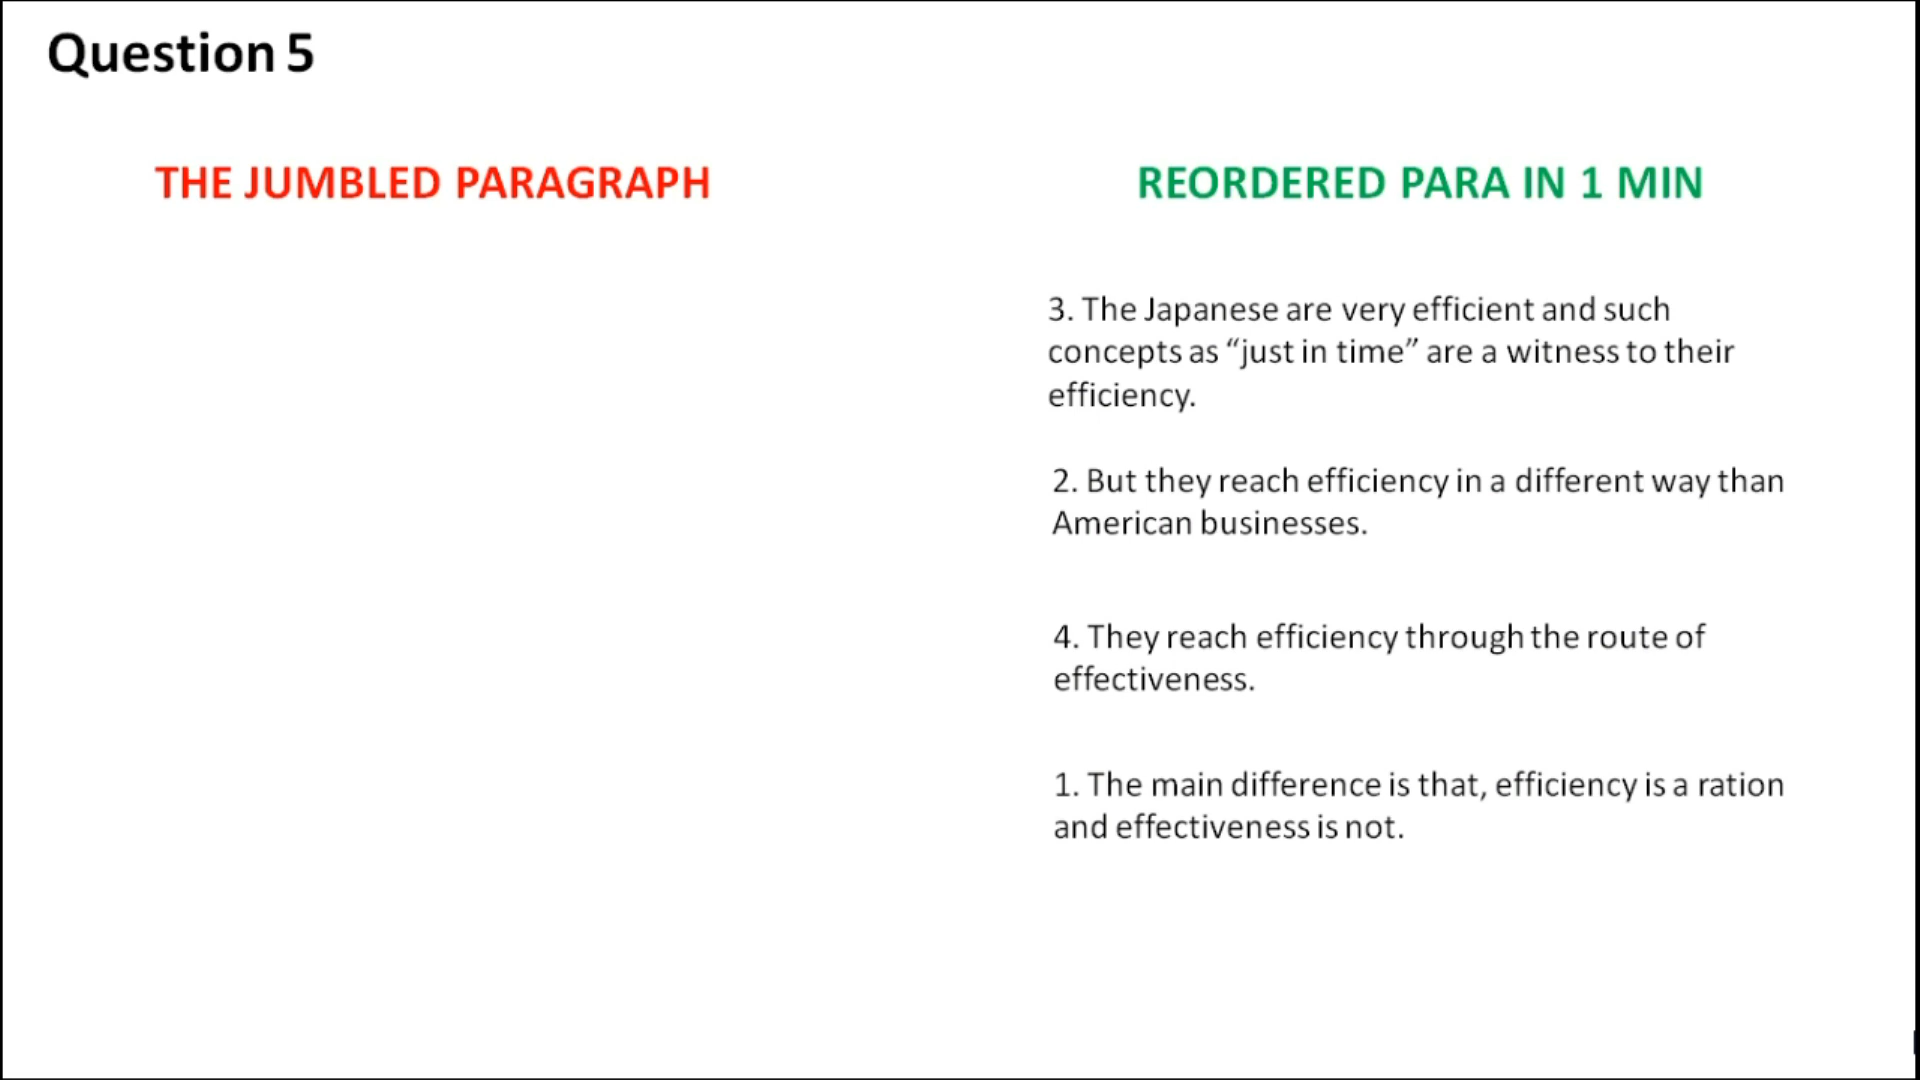 Question 5
THE JUMBLED PARAGRAPH
REORDERED PARA IN 1 MIN
3. The Japanese are very efficient and such
concepts as “just in time” are a witness to their
efficiency.
2. But they reach efficiency in a different way than
American businesses.
4. They reach efficiency through the route of
effectiveness.
1. The main difference is that, efficiency is a ration
and effectiveness is not.